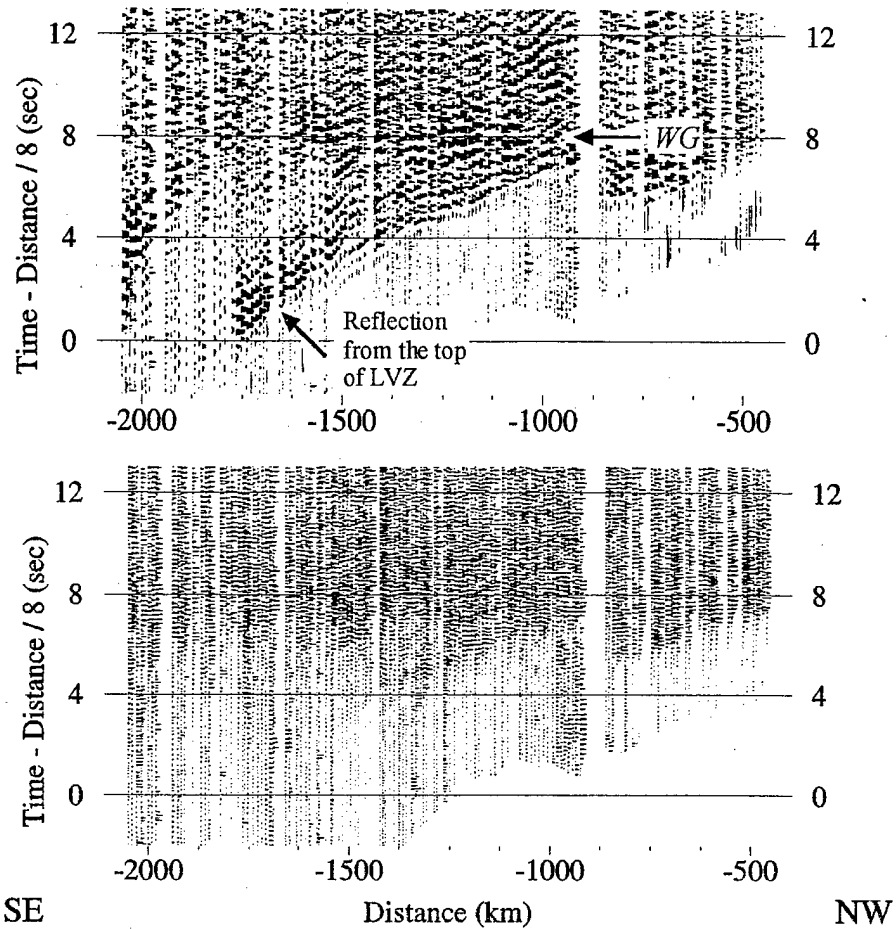 12
12
8
WG
8
4
4
Reflection
from the top
of LVZ
0
0
Time - Distance / 8 (sec)
-2000
-1500
-1000
-500
12
12
8
8
4
4
0
0
Time - Distance / 8 (sec)
-2000
-1500
-1000
-500
SE
Distance (km)
NW